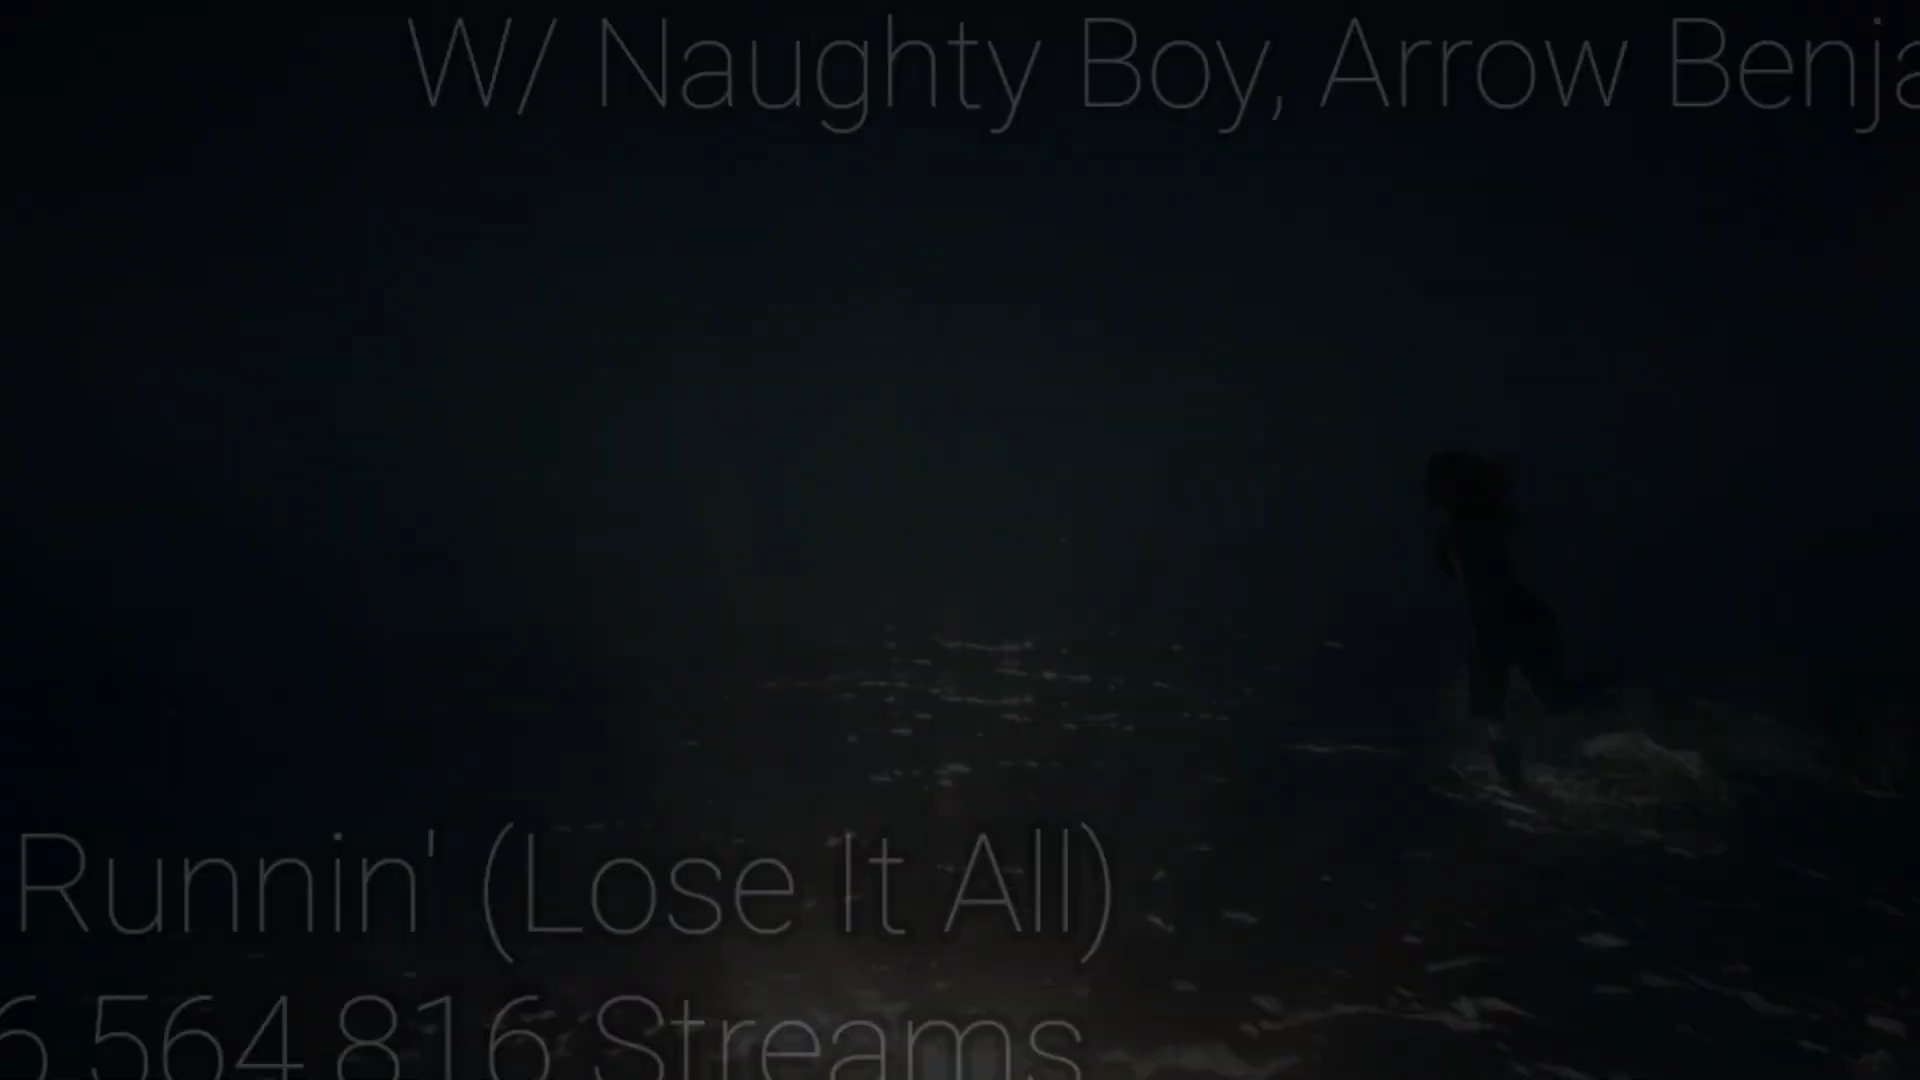 W/ Naughty Boy, Arrow Benja
Runnin' (Lose It All)
6 564 816 Streams